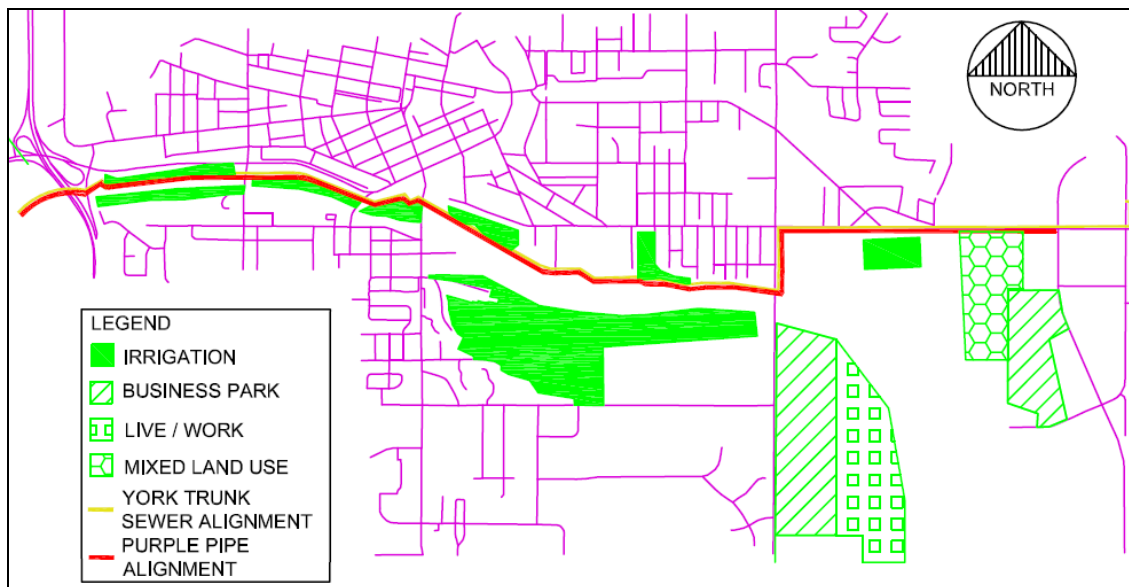 NORTH
LEGEND
IRRIGATION
BUSINESS PARK
LIVE / WORK
MIXED LAND USE
YORK TRUNK
SEWER ALIGNMENT
PURPLE PIPE
ALIGNMENT